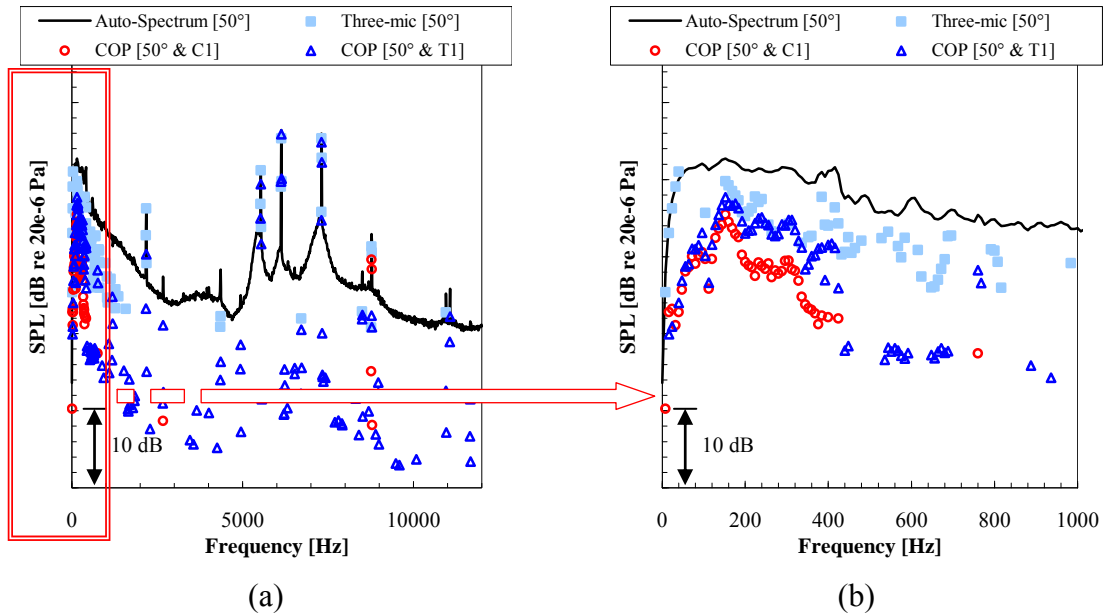 Auto-Spectrum [50°] Three-mic [50°]
COP [50° & C1] COP [50° & T1]
SPL [dB re 20e-6 Pa]
10 dB
0 5000 10000
Frequency [Hz]
(a)
Auto-Spectrum [50°] Three-mic [50°]
COP [50° & C1] COP [50° & T1]
SPL [dB re 20e-6 Pa]
10 dB
0 200 400 600 800 1000
Frequency [Hz]
(b)